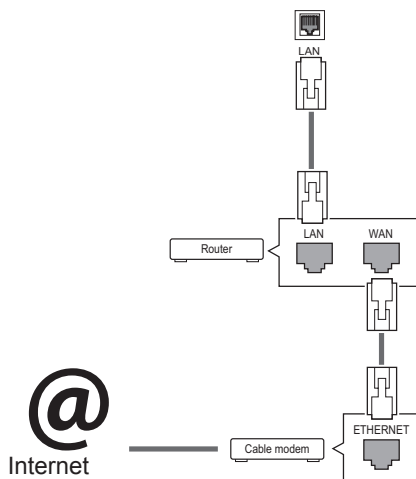 LAN
LAN WAN
Router
ETHERNET
@
Cable modem
Internet